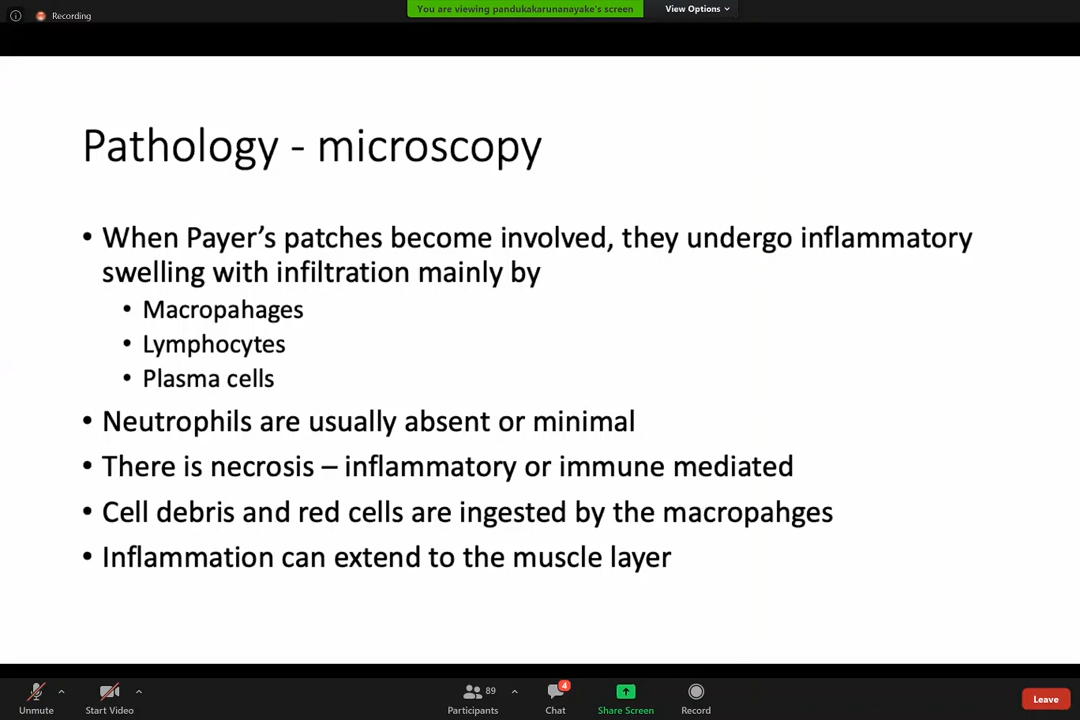 Recording
You are viewing pandukakarunanayake's screen
View Options
Pathology - microscopy
• When Payer's patches become involved, they undergo inflammatory
swelling with infiltration mainly by
• Macropahages
• Lymphocytes
• Plasma cells
• Neutrophils are usually absent or minimal
• There is necrosis – inflammatory or immune mediated
• Cell debris and red cells are ingested by the macropahges
• Inflammation can extend to the muscle layer
Unmute
Start Video
89
Participants
4
Chat
Share Screen
Record
Leave